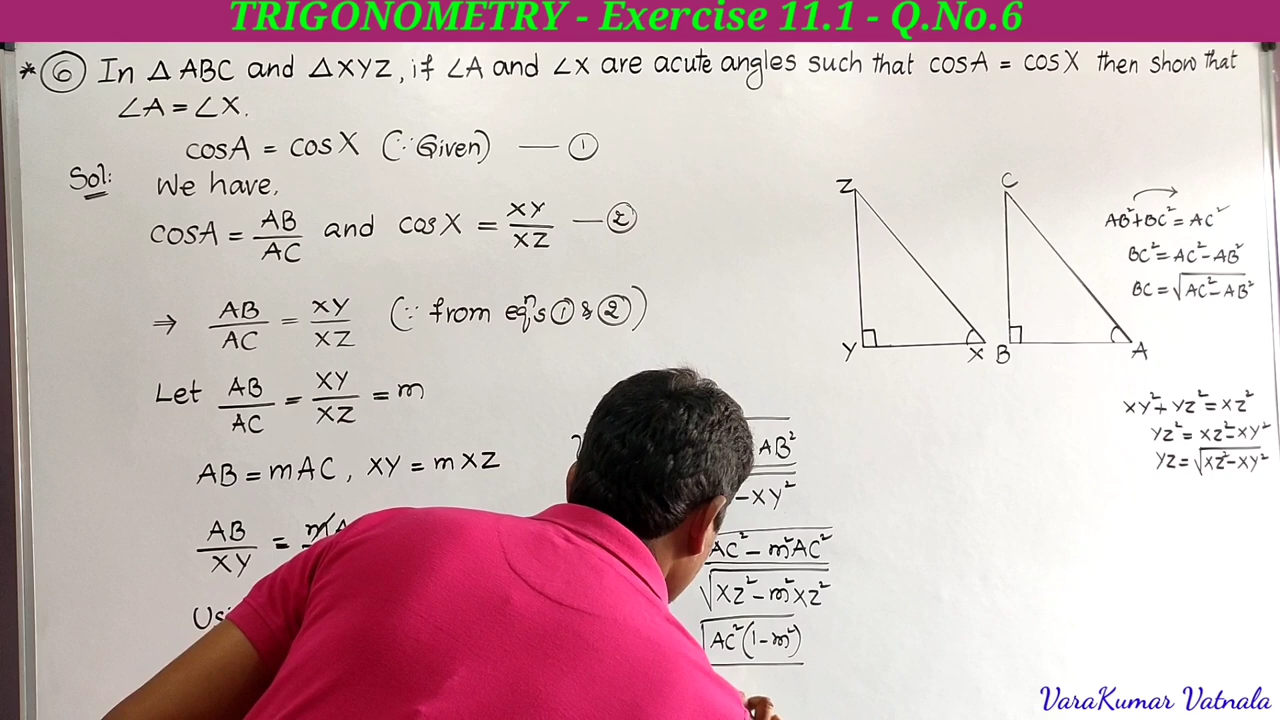 TRIGONOMETRY - Exercise 11.1 - Q.No.6
* ⑥ In Δ ABC and ΔXYZ, if ∠A and ∠X are acute angles such that cosA = cosX then show that
∠A = ∠X.
cosA = cosX (∵ Given) — ①
Sol: We have,
cosA = AB/AC and cosX = XY/XZ — ②
⇒ AB/AC = XY/XZ (∵ from eqⁿs ① & ②)
Let AB/AC = XY/XZ = m
AB = mAC, XY = mXZ
AB/XY =
AB²
-XY²
AC² - m²AC²
√XZ² - m²XZ²
√AC²(1-m²)
Z
Y
X
C
B
A
AB²+BC² = AC²
BC² = AC² - AB²
BC = √AC² - AB²
XY² + YZ² = XZ²
YZ² = XZ² - XY²
YZ = √XZ² - XY²
VaraKumar Vatnala